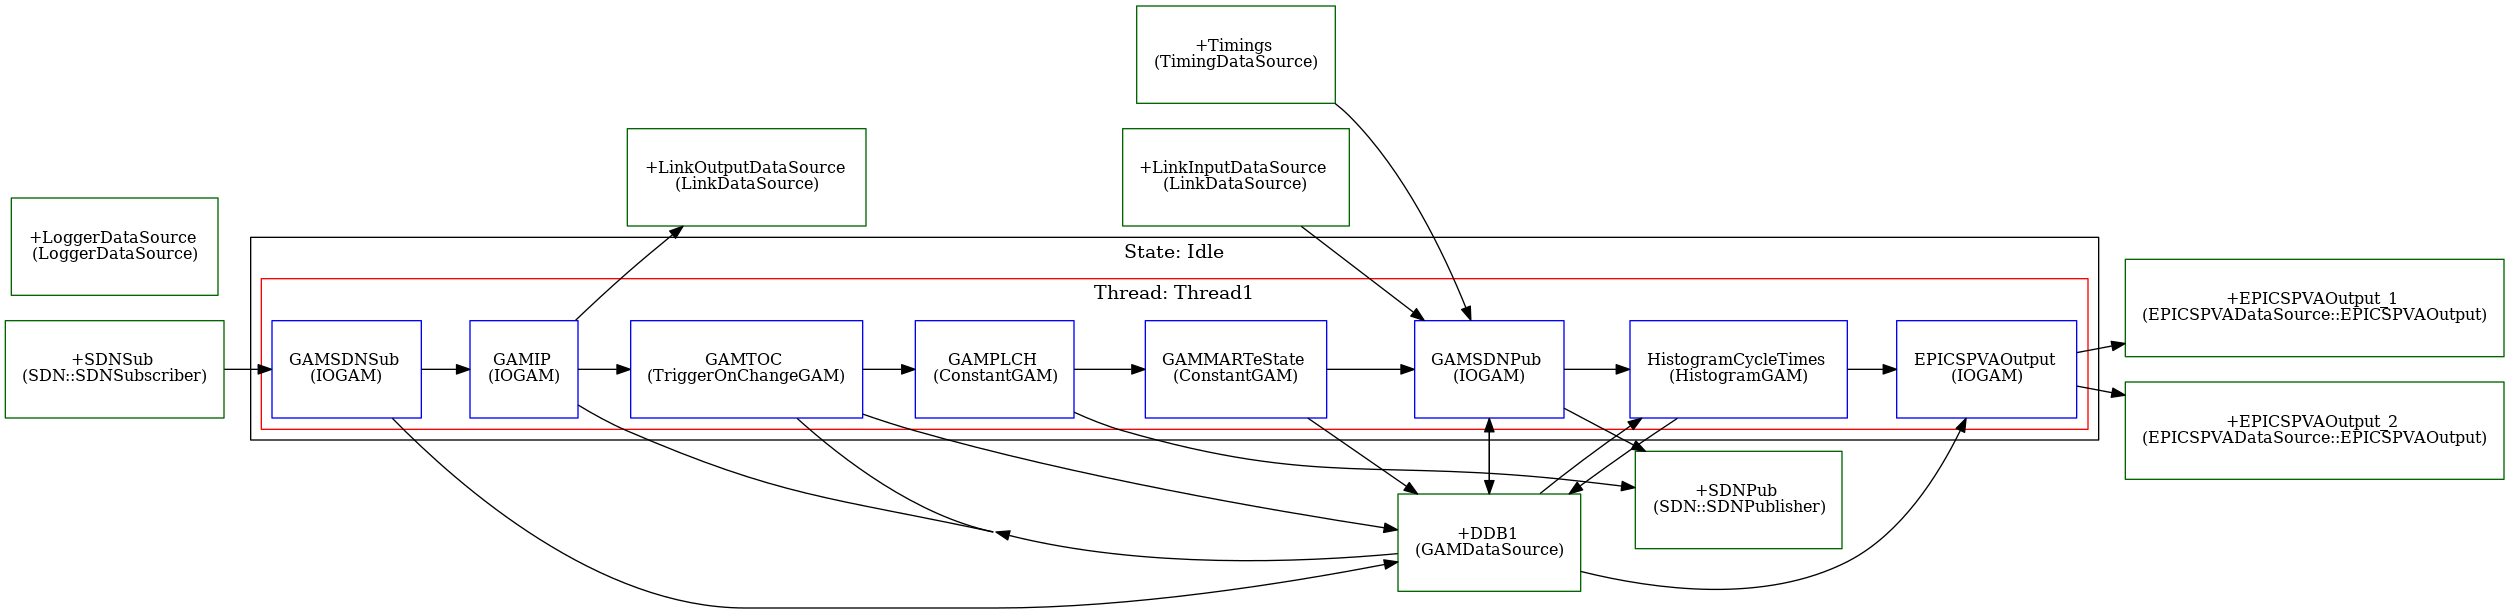 +Timings
(TimingDataSource)
+LinkOutputDataSource
(LinkDataSource)
+LinkInputDataSource
(LinkDataSource)
+LoggerDataSource
(LoggerDataSource)
State: Idle
Thread: Thread1
+SDNSub
(SDN::SDNSubscriber)
GAMSDNSub
(IOGAM)
GAMIP
(IOGAM)
GAMTOC
(TriggerOnChangeGAM)
GAMPLCH
(ConstantGAM)
GAMMARTeState
(ConstantGAM)
GAMSDNPub
(IOGAM)
HistogramCycleTimes
(HistogramGAM)
EPICSPVAOutput
(IOGAM)
+EPICSPVAOutput_1
(EPICSPVADataSource::EPICSPVAOutput)
+EPICSPVAOutput_2
(EPICSPVADataSource::EPICSPVAOutput)
+SDNPub
(SDN::SDNPublisher)
+DDB1
(GAMDataSource)